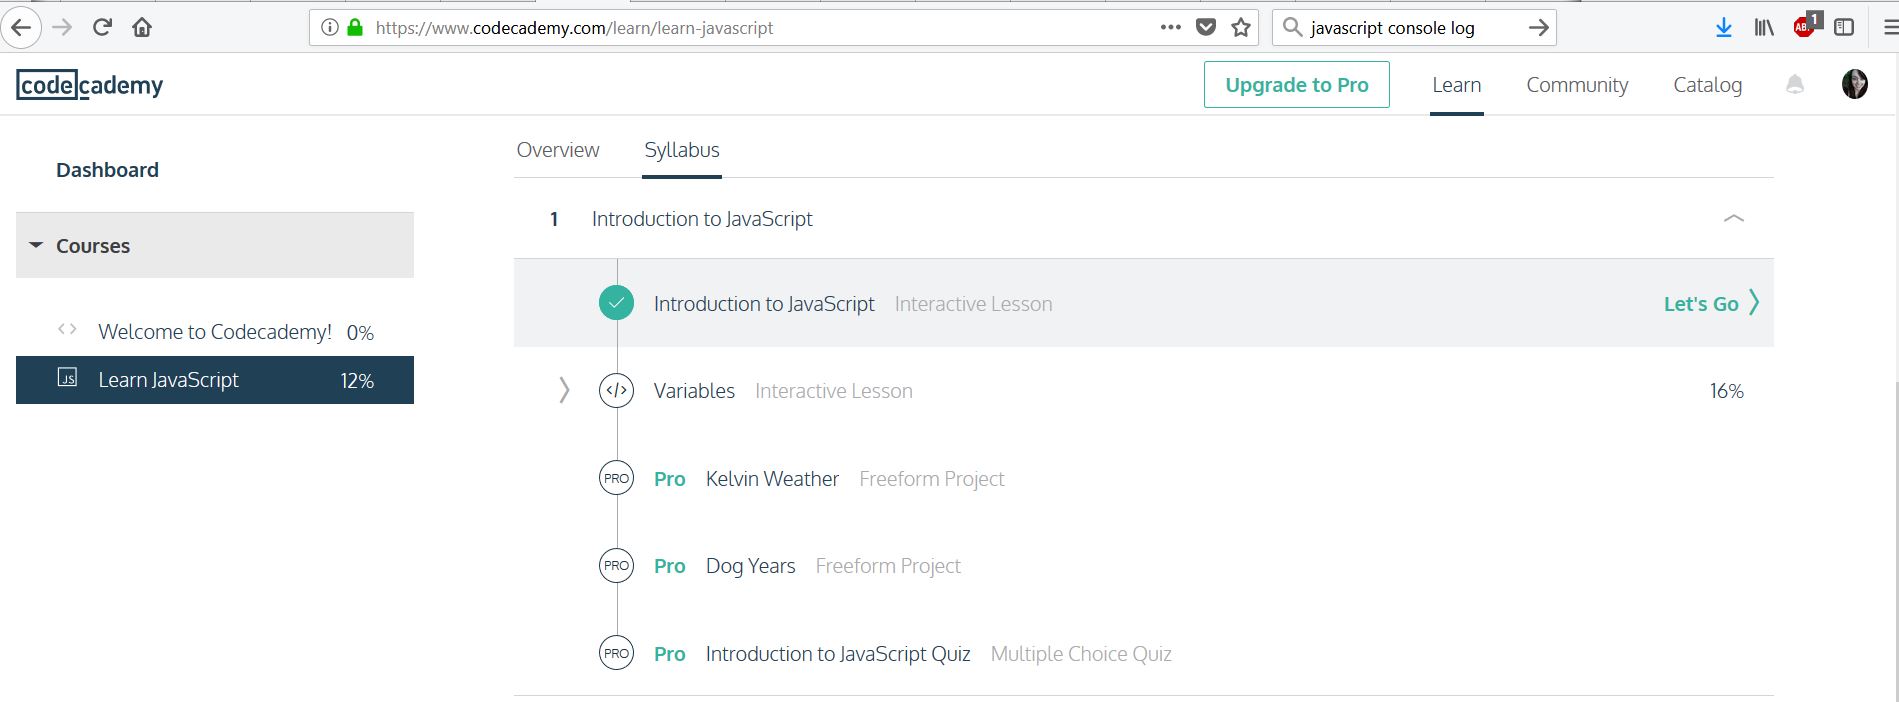 https://www.codecademy.com/learn/learn-javascript
javascript console log
ABP
1
codecademy
Upgrade to Pro
Learn
Community
Catalog
Dashboard
Courses
<> Welcome to Codecademy! 0%
JS Learn JavaScript 12%
Overview
Syllabus
1 Introduction to JavaScript
Introduction to JavaScript Interactive Lesson Let's Go
</> Variables Interactive Lesson 16%
PRO Pro Kelvin Weather Freeform Project
PRO Pro Dog Years Freeform Project
PRO Pro Introduction to JavaScript Quiz Multiple Choice Quiz